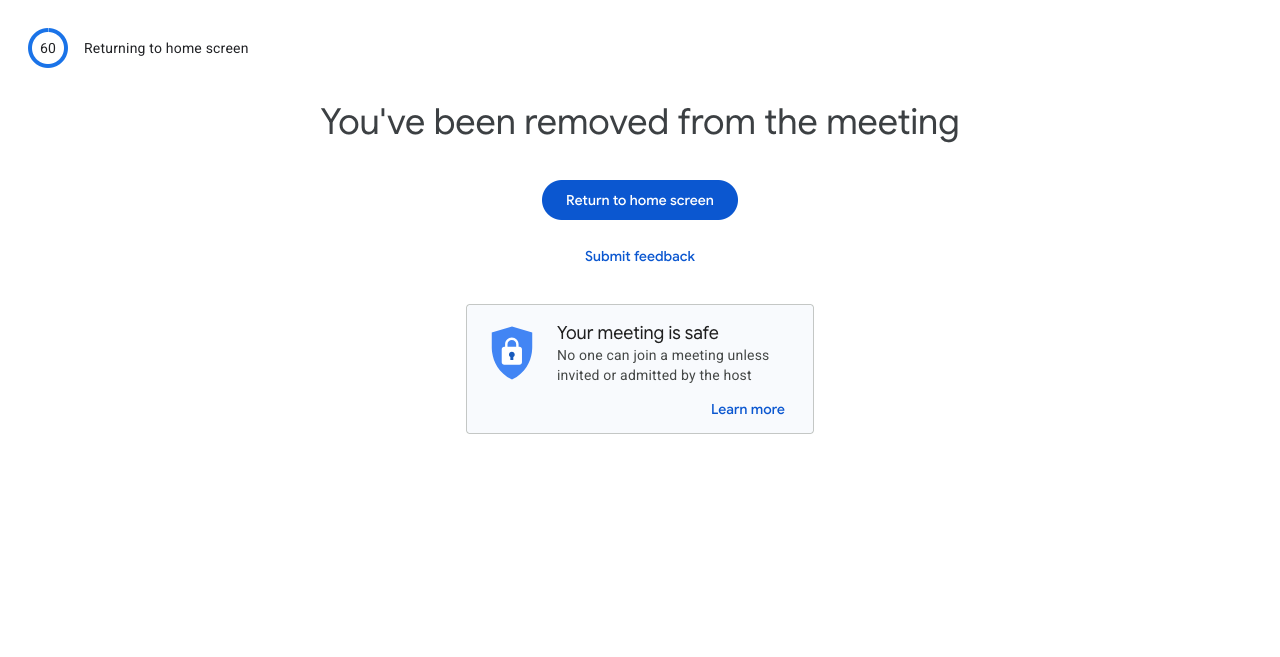 60
Returning to home screen
You've been removed from the meeting
Return to home screen
Submit feedback
Your meeting is safe
No one can join a meeting unless
invited or admitted by the host
Learn more